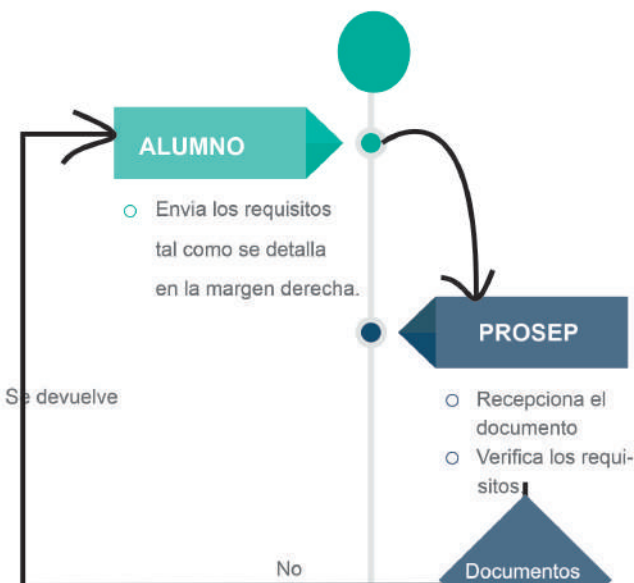 ALUMNO
Envia los requisitos
tal como se detalla
en la margen derecha.
PROSEP
Se devuelve
Recepciona el
documento
Verifica los requi-
sitos.
No
Documentos